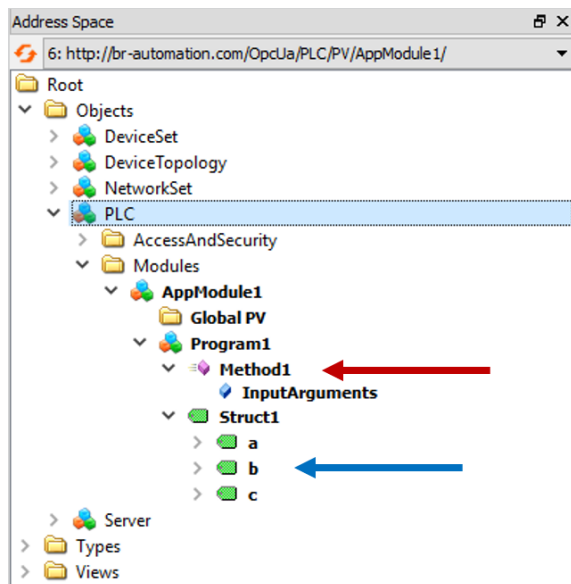 Address Space
6: http://br-automation.com/OpcUa/PLC/PV/AppModule1/
Root
Objects
DeviceSet
DeviceTopology
NetworkSet
PLC
AccessAndSecurity
Modules
AppModule1
Global PV
Program1
Method1
InputArguments
Struct1
a
b
c
Server
Types
Views